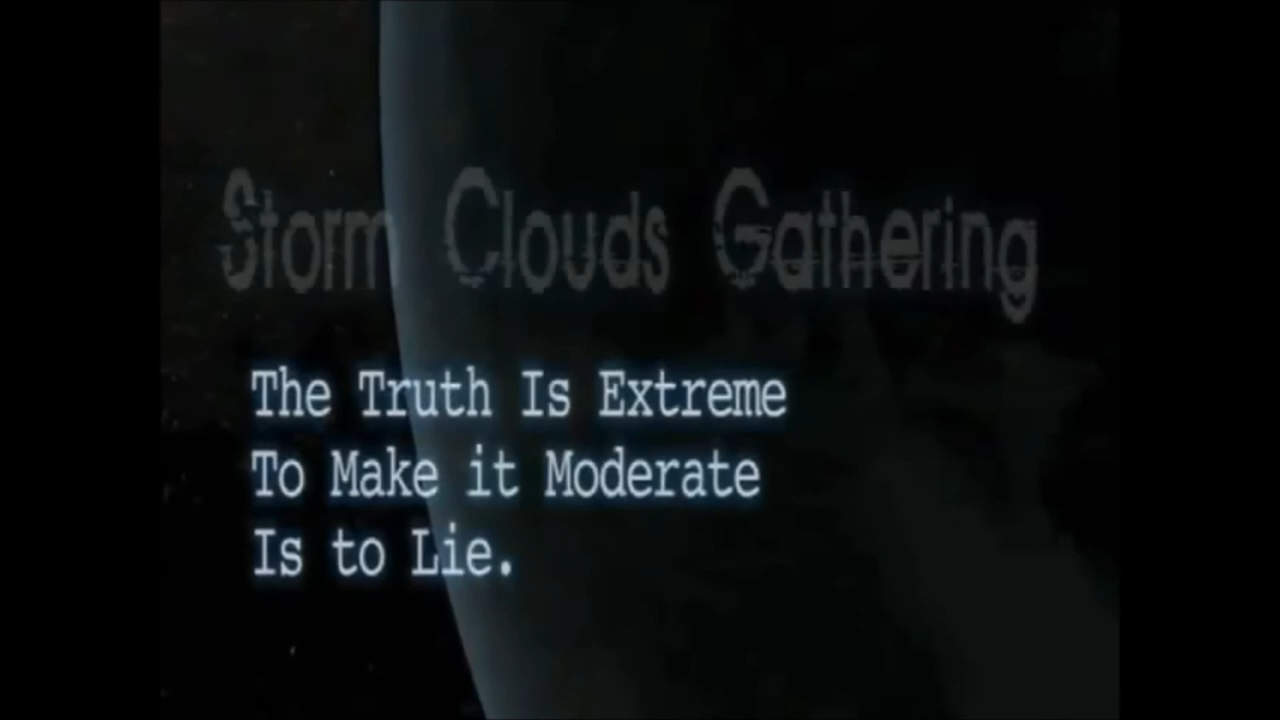 Storm Clouds Gathering
The Truth Is Extreme
To Make it Moderate
Is to Lie.